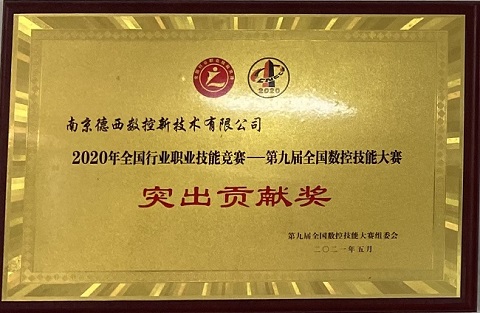 2020
南京德西数控新技术有限公司
2020年全国行业职业技能竞赛—第九届全国数控技能大赛
突出贡献奖
第九届全国数控技能大赛组委会
二〇二一年五月